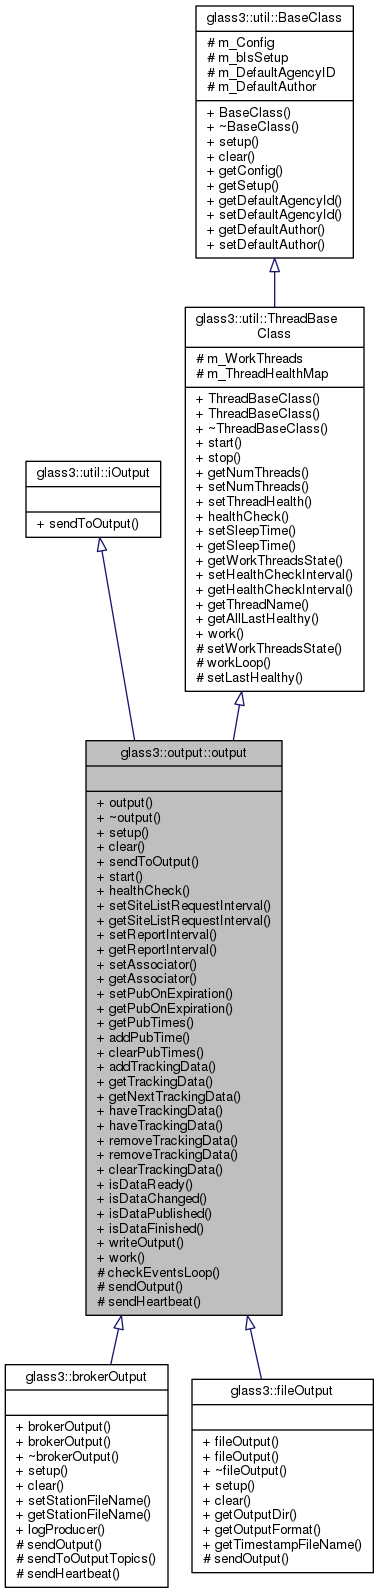 glass3::util::BaseClass
# m_Config
# m_bIsSetup
# m_DefaultAgencyID
# m_DefaultAuthor
+ BaseClass()
+ ~BaseClass()
+ setup()
+ clear()
+ getConfig()
+ getSetup()
+ getDefaultAgencyId()
+ setDefaultAgencyId()
+ getDefaultAuthor()
+ setDefaultAuthor()
glass3::util::ThreadBase
Class
# m_WorkThreads
# m_ThreadHealthMap
+ ThreadBaseClass()
+ ThreadBaseClass()
+ ~ThreadBaseClass()
+ start()
+ stop()
+ getNumThreads()
+ setNumThreads()
+ setThreadHealth()
+ healthCheck()
+ setSleepTime()
+ getSleepTime()
+ getWorkThreadsState()
+ setHealthCheckInterval()
+ getHealthCheckInterval()
+ getThreadName()
+ getAllLastHealthy()
+ work()
# setWorkThreadsState()
# workLoop()
# setLastHealthy()
glass3::util::iOutput
+ sendToOutput()
glass3::output::output
+ output()
+ ~output()
+ setup()
+ clear()
+ sendToOutput()
+ start()
+ healthCheck()
+ setSiteListRequestInterval()
+ getSiteListRequestInterval()
+ setReportInterval()
+ getReportInterval()
+ setAssociator()
+ getAssociator()
+ setPubOnExpiration()
+ getPubOnExpiration()
+ getPubTimes()
+ addPubTime()
+ clearPubTimes()
+ addTrackingData()
+ getTrackingData()
+ getNextTrackingData()
+ haveTrackingData()
+ haveTrackingData()
+ removeTrackingData()
+ removeTrackingData()
+ clearTrackingData()
+ isDataReady()
+ isDataChanged()
+ isDataPublished()
+ isDataFinished()
+ writeOutput()
+ work()
# checkEventsLoop()
# sendOutput()
# sendHeartbeat()
glass3::brokerOutput
+ brokerOutput()
+ brokerOutput()
+ ~brokerOutput()
+ setup()
+ clear()
+ setStationFileName()
+ getStationFileName()
+ logProducer()
# sendOutput()
# sendToOutputTopics()
# sendHeartbeat()
glass3::fileOutput
+ fileOutput()
+ fileOutput()
+ ~fileOutput()
+ setup()
+ clear()
+ getOutputDir()
+ getOutputFormat()
+ getTimestampFileName()
# sendOutput()